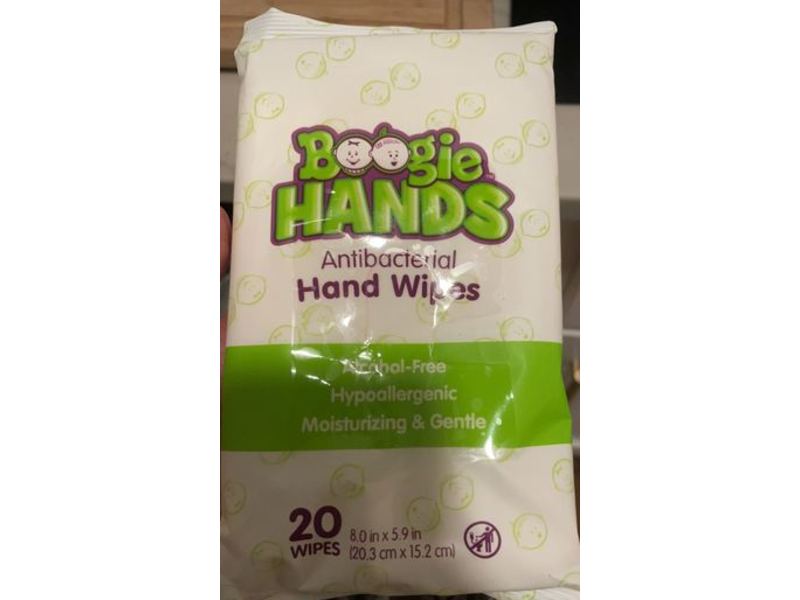 Boogie
HANDS
Antibacterial
Hand Wipes
Alcohol-Free
Hypoallergenic
Moisturizing & Gentle
20
WIPES
8.0 in x 5.9 in
(20.3 cm x 15.2 cm)